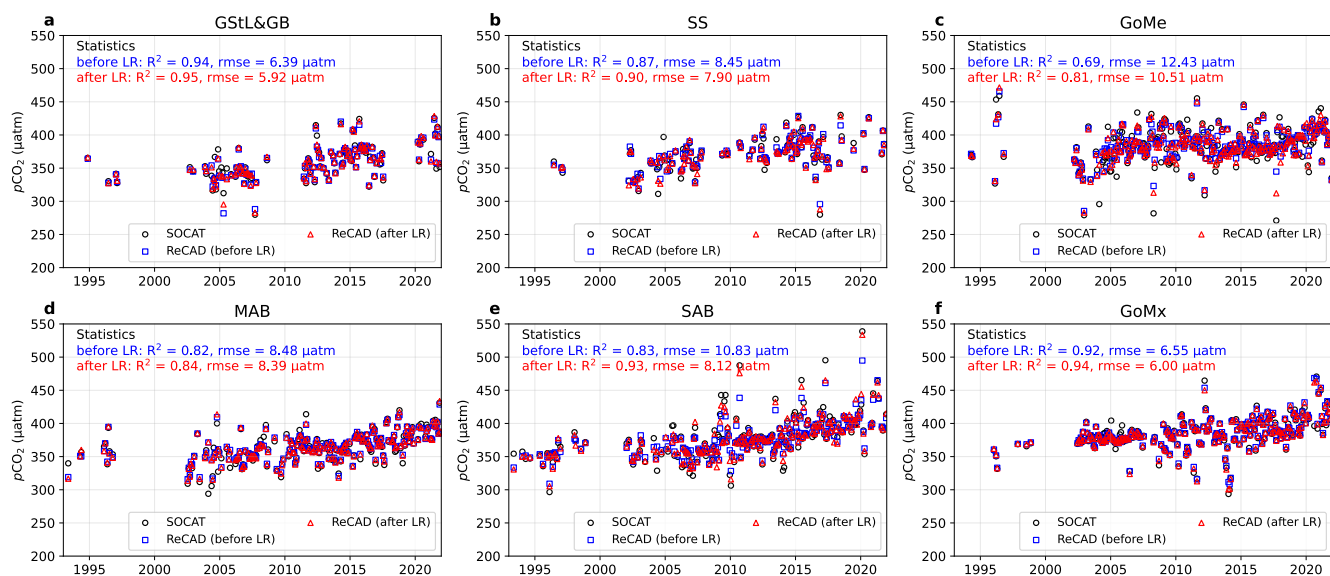 a GStL&GB
550
500
450
400
350
300
250
200
pCO₂ (μatm)
Statistics
before LR: R² = 0.94, rmse = 6.39 μatm
after LR: R² = 0.95, rmse = 5.92 μatm
SOCAT
ReCAD (before LR)
ReCAD (after LR)
1995 2000 2005 2010 2015 2020
b SS
550
500
450
400
350
300
250
200
pCO₂ (μatm)
Statistics
before LR: R² = 0.87, rmse = 8.45 μatm
after LR: R² = 0.90, rmse = 7.90 μatm
SOCAT
ReCAD (before LR)
ReCAD (after LR)
1995 2000 2005 2010 2015 2020
c GoMe
550
500
450
400
350
300
250
200
pCO₂ (μatm)
Statistics
before LR: R² = 0.69, rmse = 12.43 μatm
after LR: R² = 0.81, rmse = 10.51 μatm
SOCAT
ReCAD (before LR)
ReCAD (after LR)
1995 2000 2005 2010 2015 2020
d MAB
550
500
450
400
350
300
250
200
pCO₂ (μatm)
Statistics
before LR: R² = 0.82, rmse = 8.48 μatm
after LR: R² = 0.84, rmse = 8.39 μatm
SOCAT
ReCAD (before LR)
ReCAD (after LR)
1995 2000 2005 2010 2015 2020
e SAB
550
500
450
400
350
300
250
200
pCO₂ (μatm)
Statistics
before LR: R² = 0.83, rmse = 10.83 μatm
after LR: R² = 0.93, rmse = 8.12 μatm
SOCAT
ReCAD (before LR)
ReCAD (after LR)
1995 2000 2005 2010 2015 2020
f GoMx
550
500
450
400
350
300
250
200
pCO₂ (μatm)
Statistics
before LR: R² = 0.92, rmse = 6.55 μatm
after LR: R² = 0.94, rmse = 6.00 μatm
SOCAT
ReCAD (before LR)
ReCAD (after LR)
1995 2000 2005 2010 2015 2020